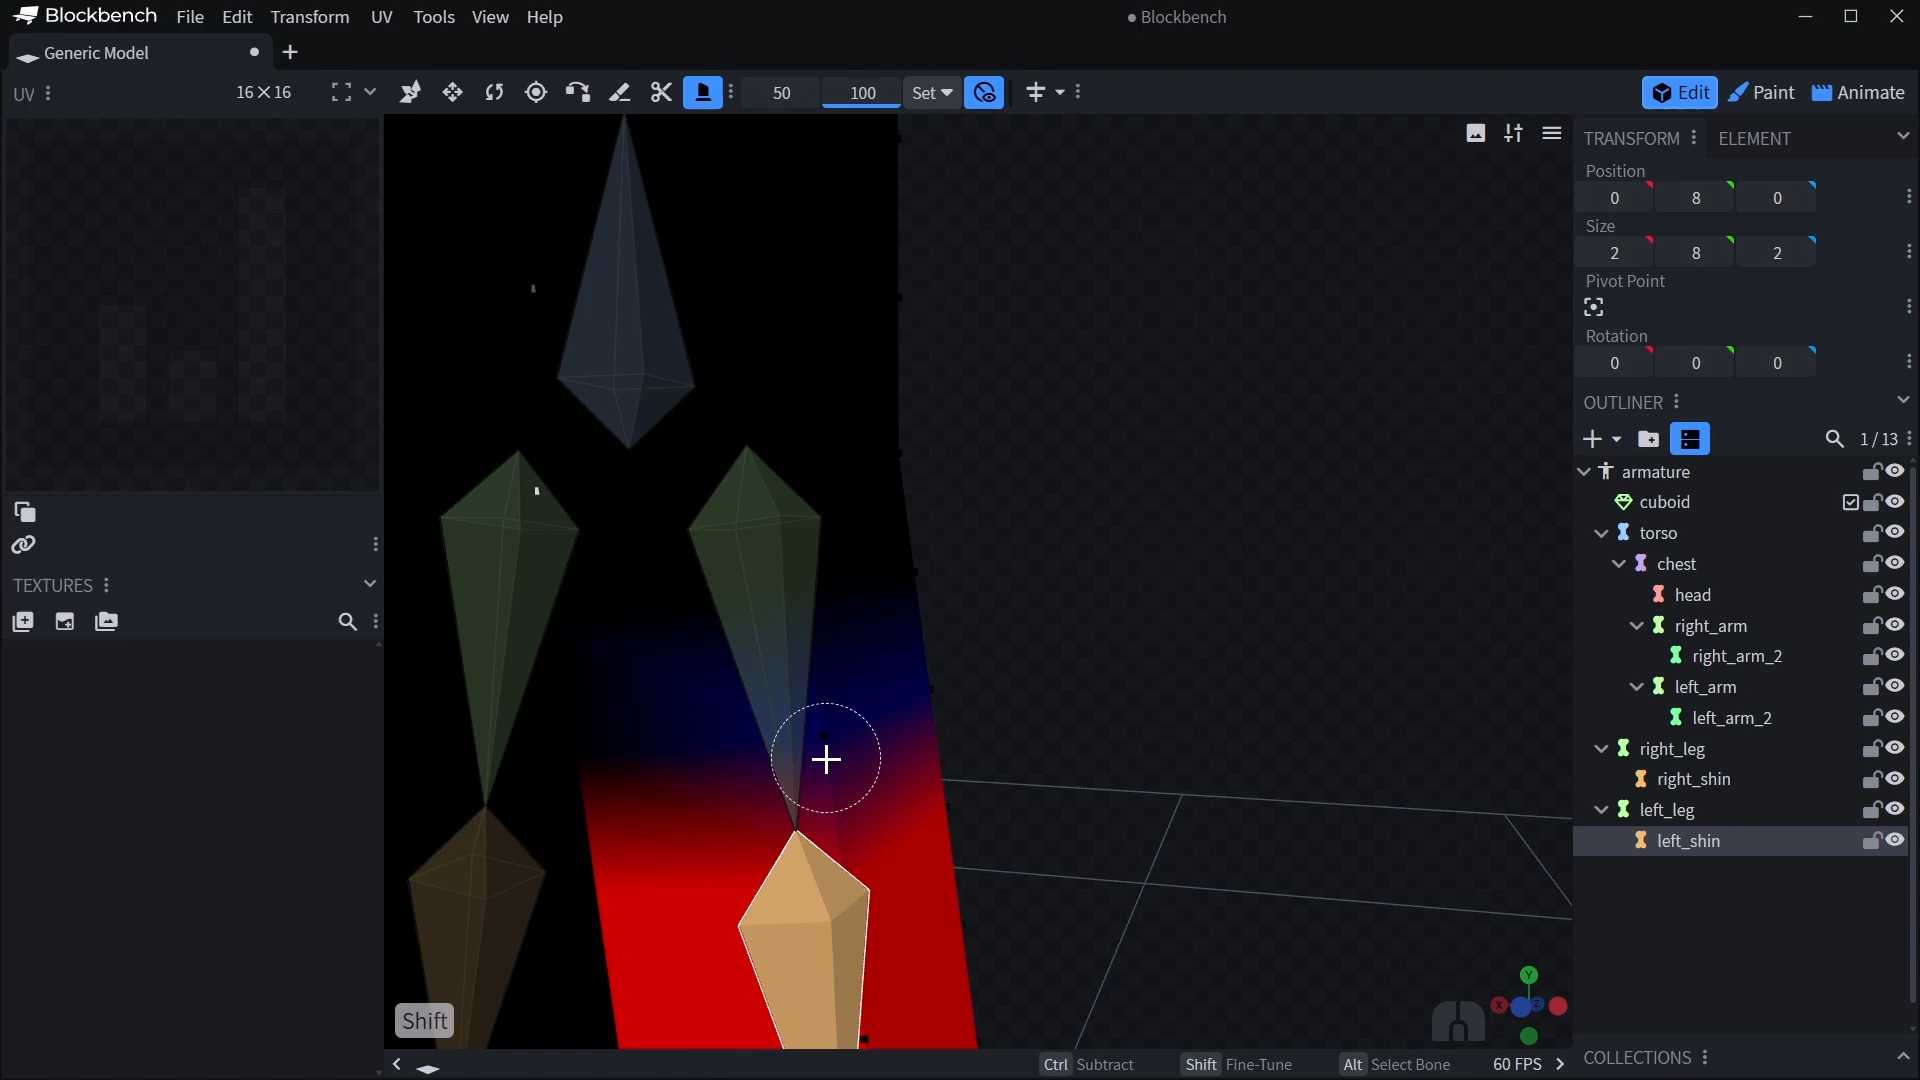 Blockbench File Edit Transform UV Tools View Help
Blockbench
Generic Model
UV 16×16
50 100 Set
Edit Paint Animate
TRANSFORM ELEMENT
Position
0 8 0
Size
2 8 2
Pivot Point
Rotation
0 0 0
OUTLINER
1/13
armature
cuboid
torso
chest
head
right_arm
right_arm_2
left_arm
left_arm_2
right_leg
right_shin
left_leg
left_shin
COLLECTIONS
TEXTURES
Shift
Ctrl Subtract Shift Fine-Tune Alt Select Bone 60 FPS
Y
X
Z